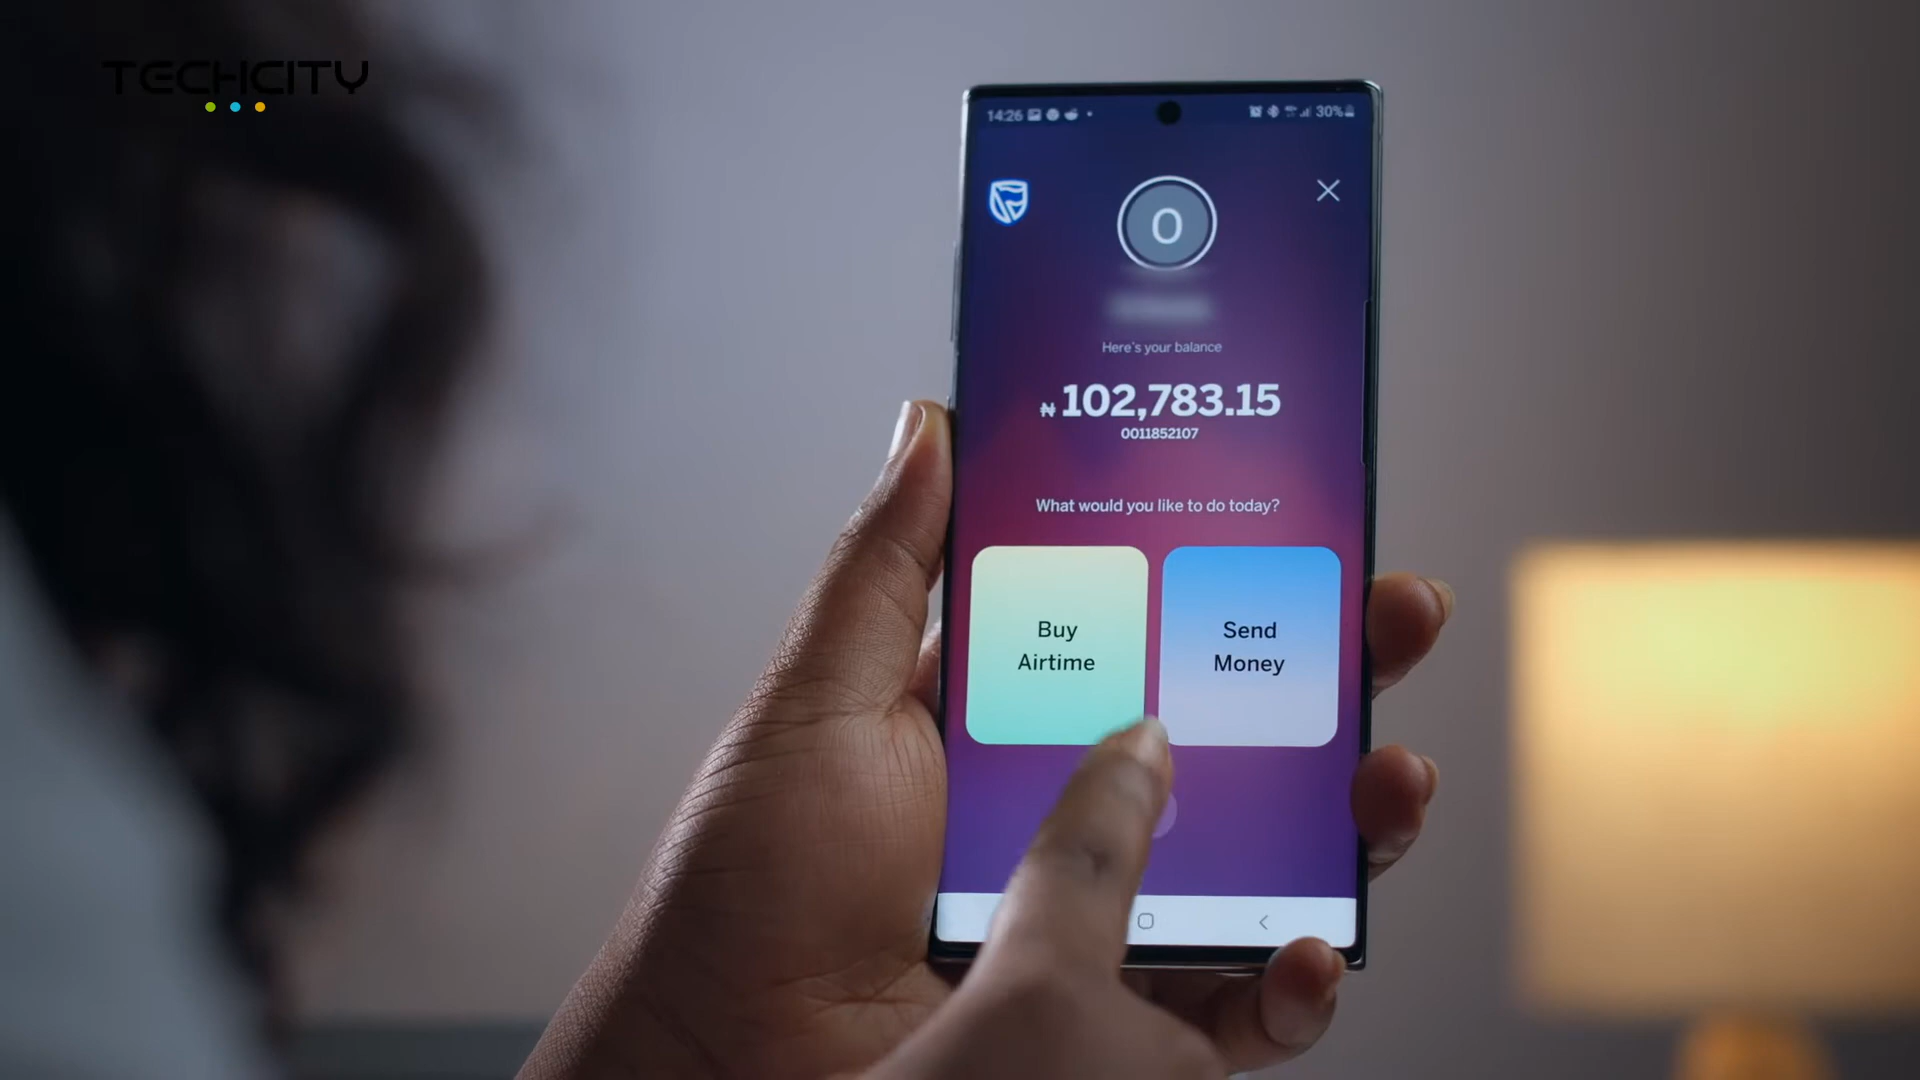 TECHCITY
14:26
30%
O
Here's your balance
₦ 102,783.15
0011852107
What would you like to do today?
Buy
Airtime
Send
Money